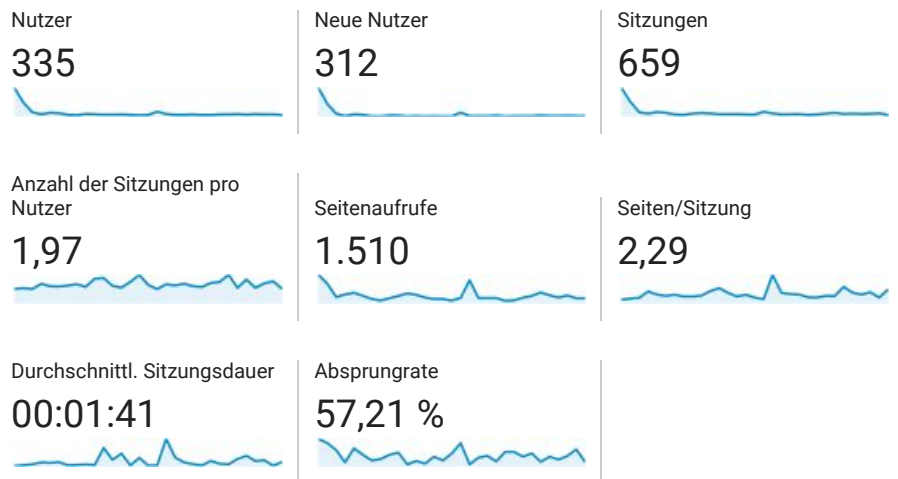 Nutzer
335
Neue Nutzer
312
Sitzungen
659
Anzahl der Sitzungen pro
Nutzer
1,97
Seitenaufrufe
1.510
Seiten/Sitzung
2,29
Durchschnittl. Sitzungsdauer
00:01:41
Absprungrate
57,21 %